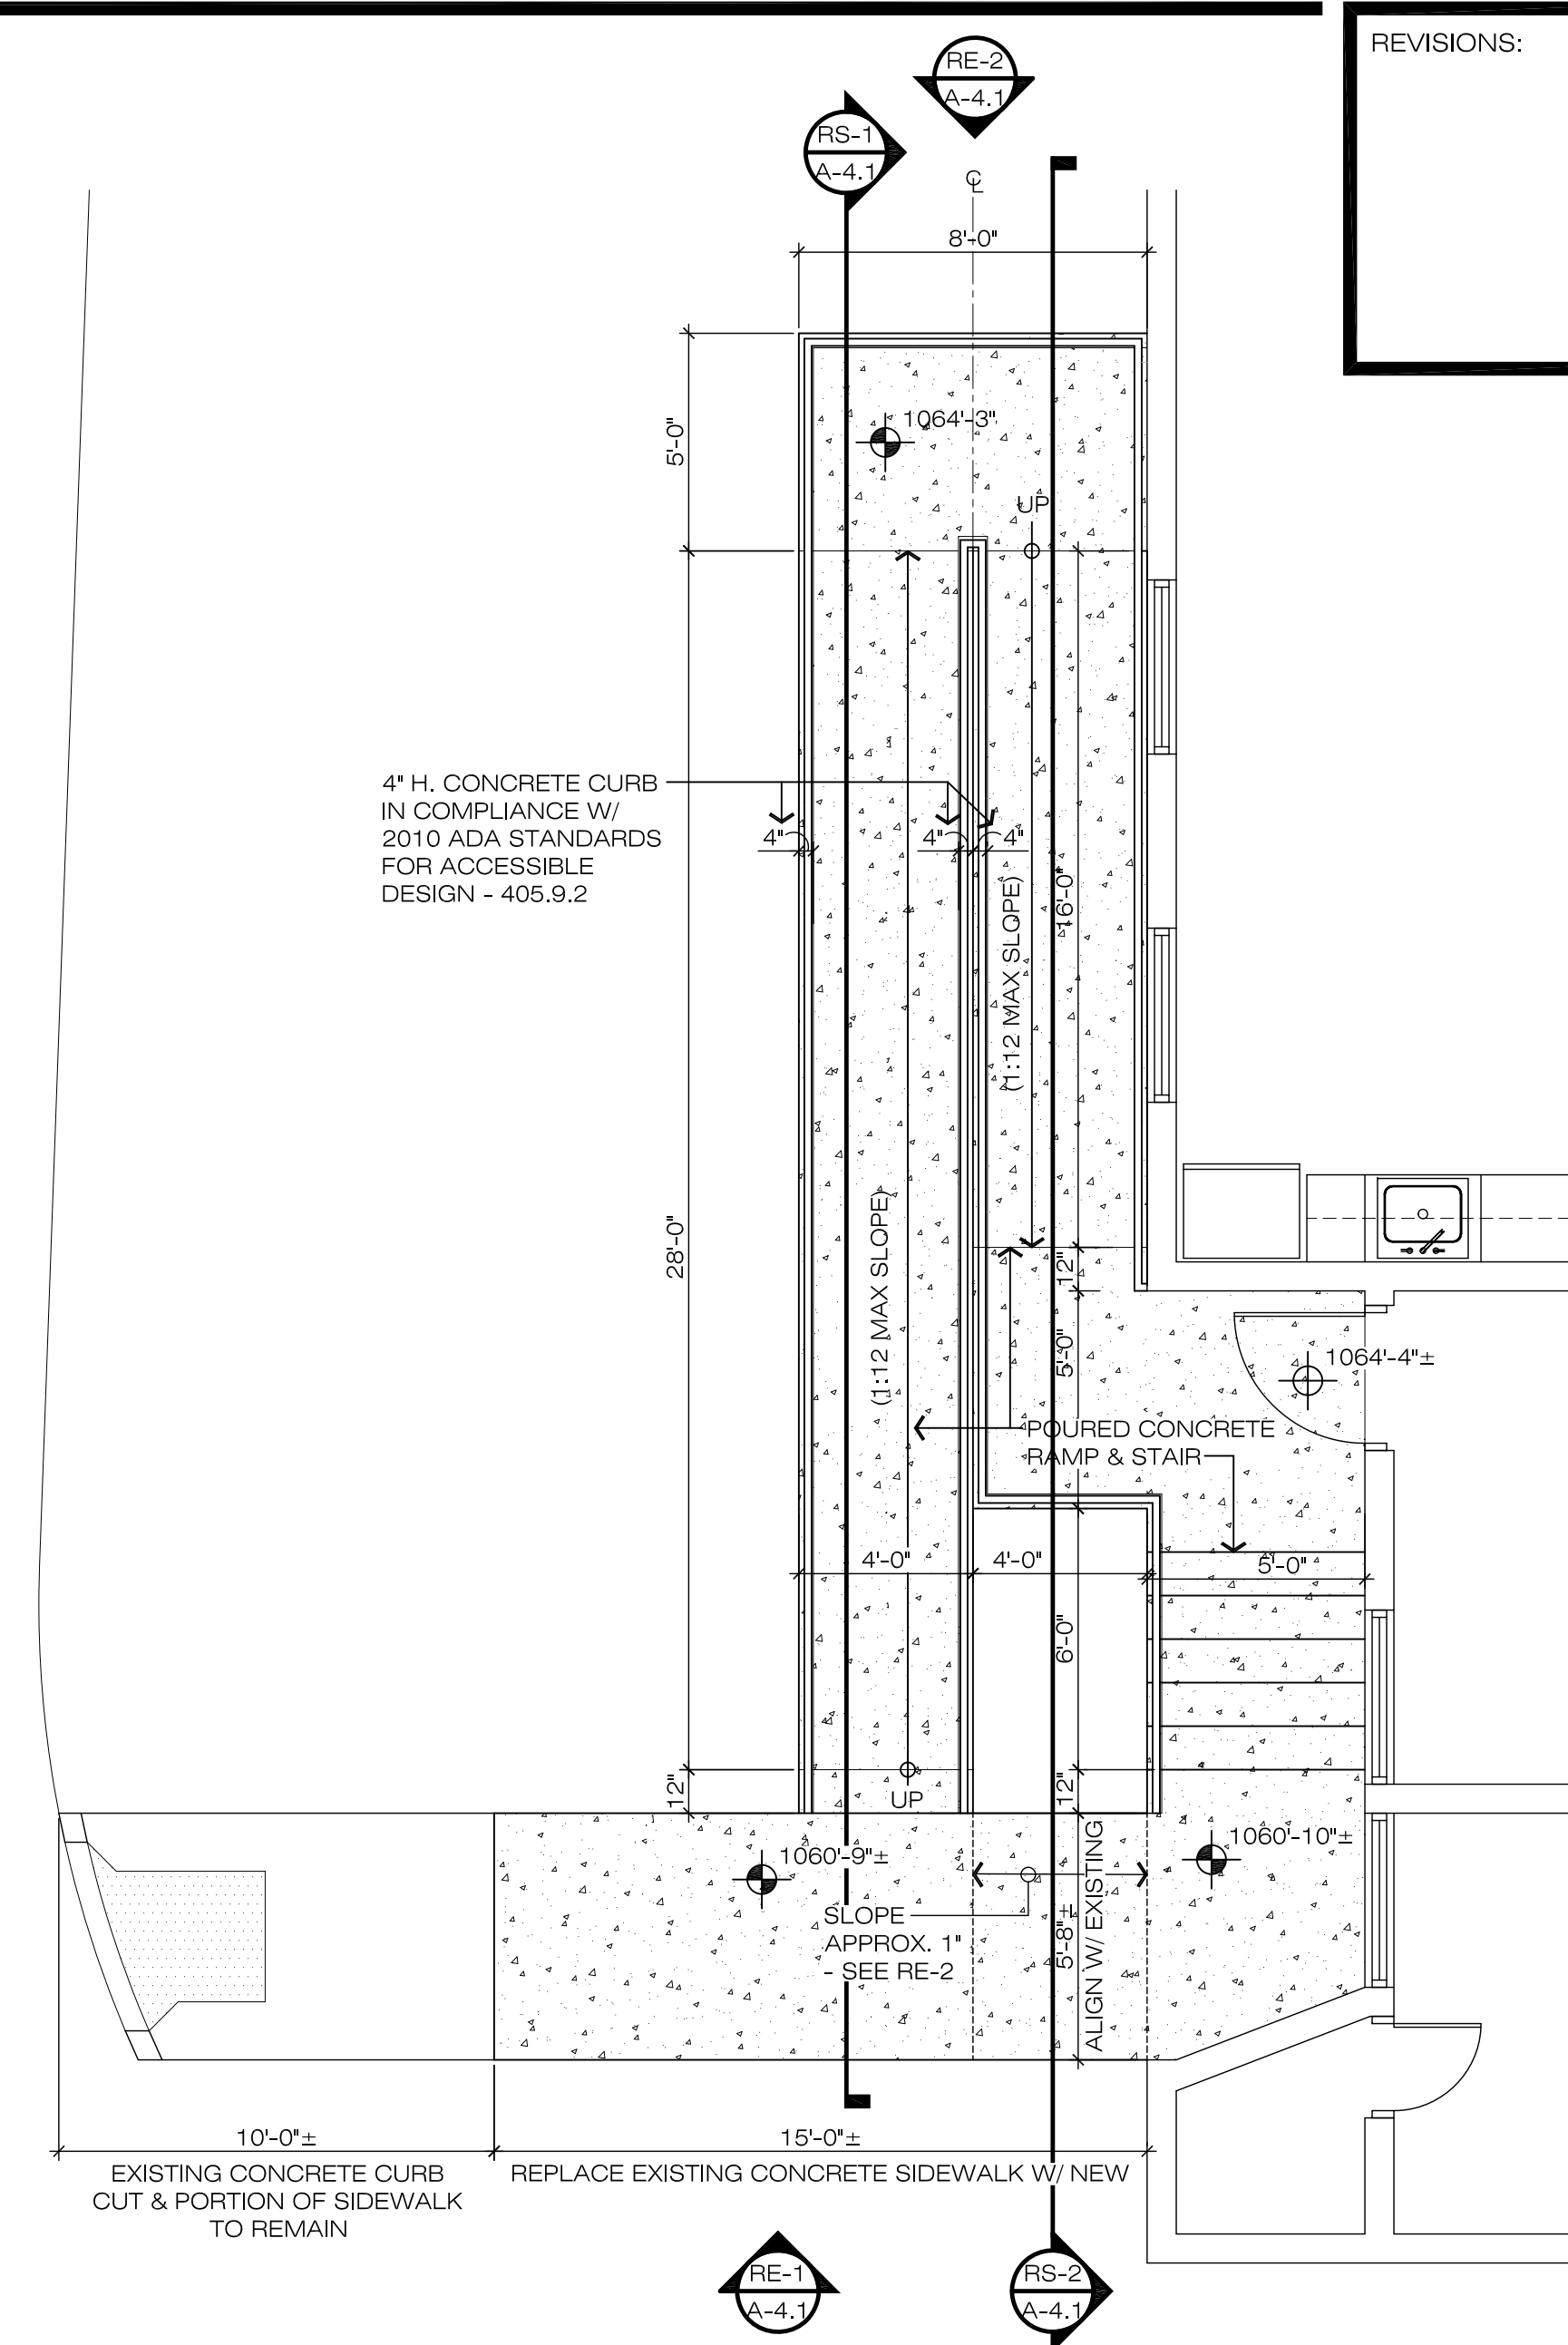 REVISIONS:
RE-2
A-4.1
RS-1
A-4.1
℄
8'-0"
5'-0"
1064'-3"
UP
4" H. CONCRETE CURB
IN COMPLIANCE W/
2010 ADA STANDARDS
FOR ACCESSIBLE
DESIGN - 405.9.2
4"
4"
4"
(1:12 MAX SLOPE)
16'-0"
28'-0"
(1:12 MAX SLOPE)
12"
5'-0"
1064'-4"±
POURED CONCRETE
RAMP & STAIR
4'-0"
4'-0"
5'-0"
6'-0"
12"
12"
UP
1060'-9"±
1060'-10"±
SLOPE
APPROX. 1"
- SEE RE-2
5'-8"±
ALIGN W/ EXISTING
10'-0"±
15'-0"±
EXISTING CONCRETE CURB
CUT & PORTION OF SIDEWALK
TO REMAIN
REPLACE EXISTING CONCRETE SIDEWALK W/ NEW
RE-1
A-4.1
RS-2
A-4.1